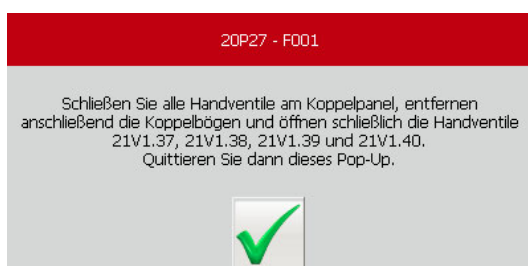 20P27 - F001
Schließen Sie alle Handventile am Koppelpanel, entfernen
anschließend die Koppelbögen und öffnen schließlich die Handventile
21V1.37, 21V1.38, 21V1.39 und 21V1.40.
Quittieren Sie dann dieses Pop-Up.